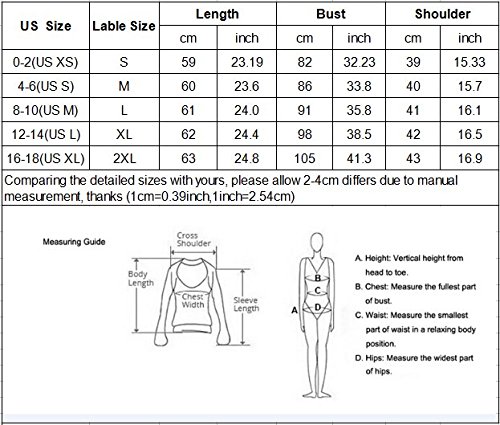 US Size Lable Size Length Bust Shoulder
cm inch cm inch cm inch
0-2(US XS) S 59 23.19 82 32.23 39 15.33
4-6(US S) M 60 23.6 86 33.8 40 15.7
8-10(US M) L 61 24.0 91 35.8 41 16.1
12-14(US L) XL 62 24.4 98 38.5 42 16.5
16-18(US XL) 2XL 63 24.8 105 41.3 43 16.9
Comparing the detailed sizes with yours, please allow 2-4cm differs due to manual
measurement, thanks (1cm=0.39inch,1inch=2.54cm)
Measuring Guide
Cross
Shoulder
Body
Length
Chest
Width
Sleeve
Length
A
B
C
D
A. Height: Vertical height from
head to toe.
B. Chest: Measure the fullest part
of bust.
C. Waist: Measure the smallest
part of waist in a relaxing body
position.
D. Hips: Measure the widest part
of hips.